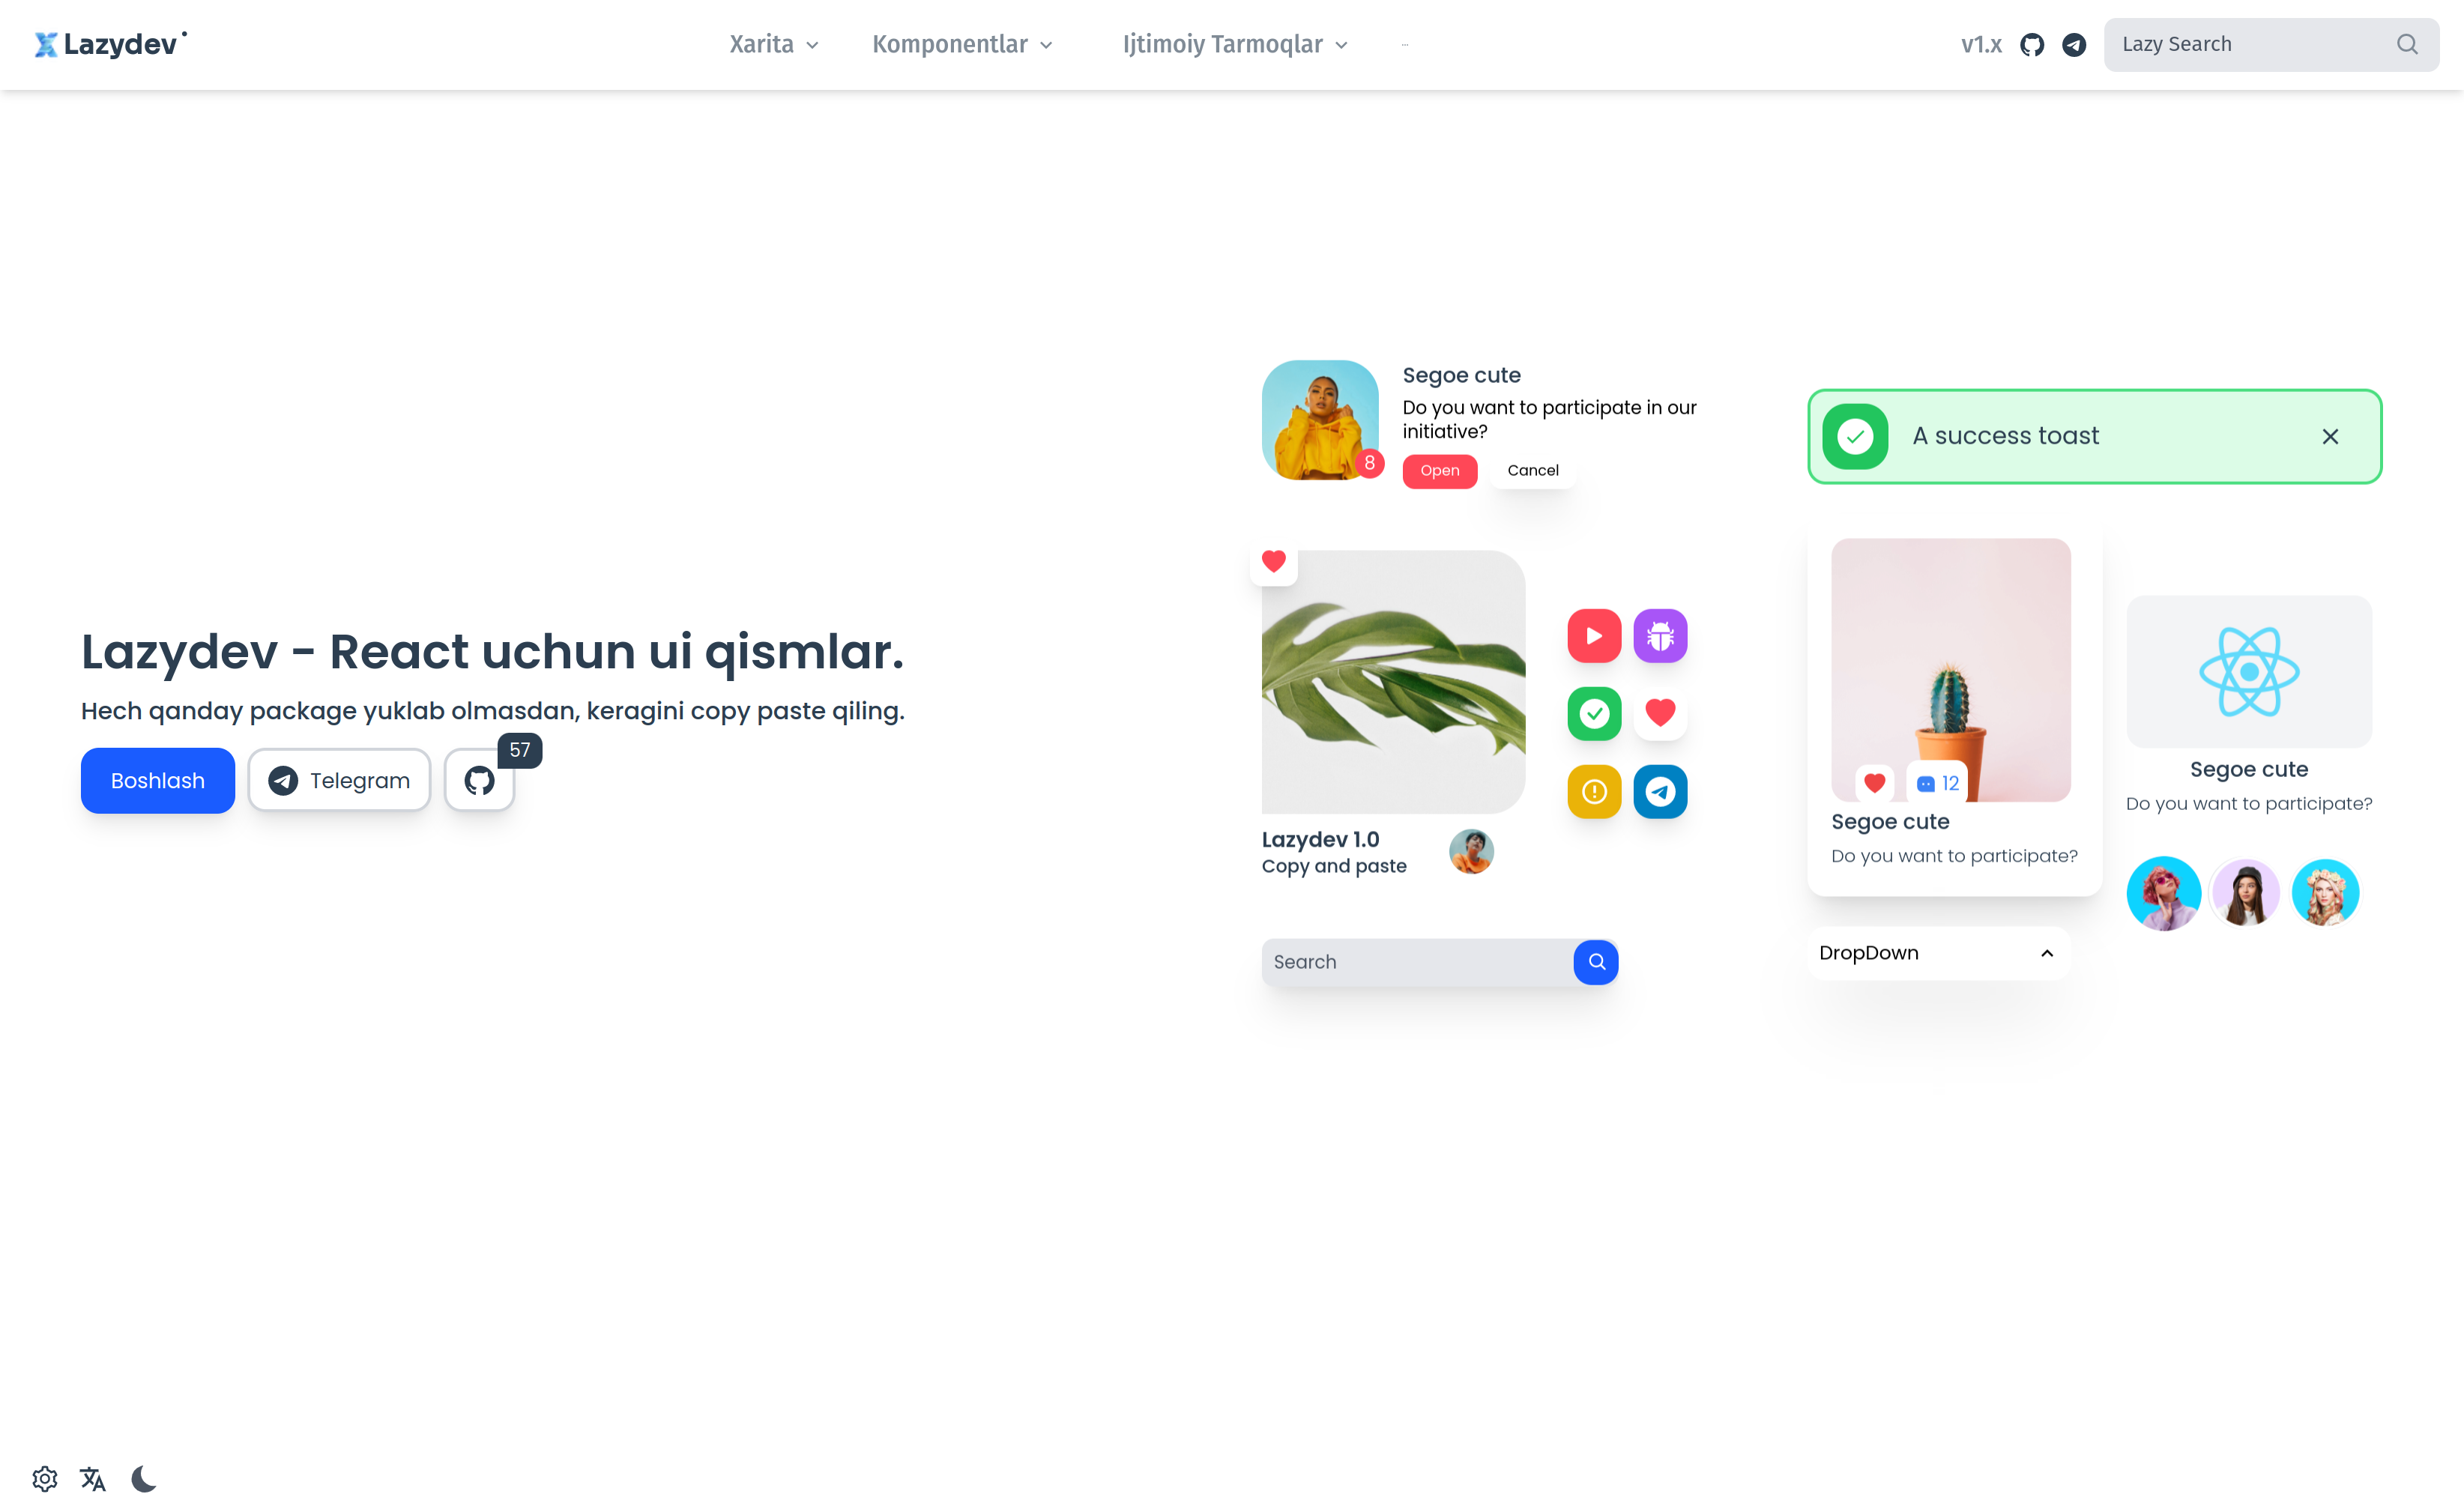 Lazydev
Xarita
Komponentlar
Ijtimoiy Tarmoqlar
v1.x
Lazy Search
Lazydev - React uchun ui qismlar.
Hech qanday package yuklab olmasdan, keragini copy paste qiling.
Boshlash
Telegram
57
Segoe cute
Do you want to participate in our
initiative?
8
Open
Cancel
Lazydev 1.0
Copy and paste
Search
A success toast
12
Segoe cute
Do you want to participate?
Segoe cute
Do you want to participate?
DropDown